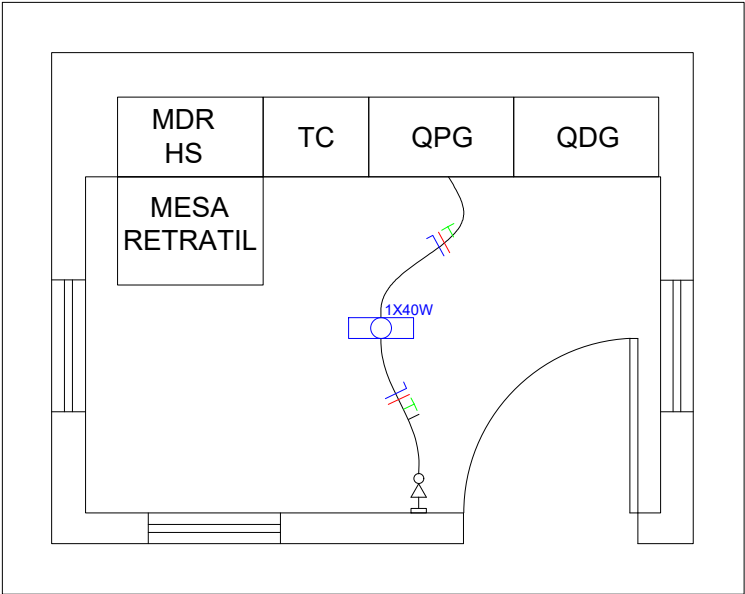 MDR
HS
TC
QPG
QDG
MESA
RETRATIL
1X40W